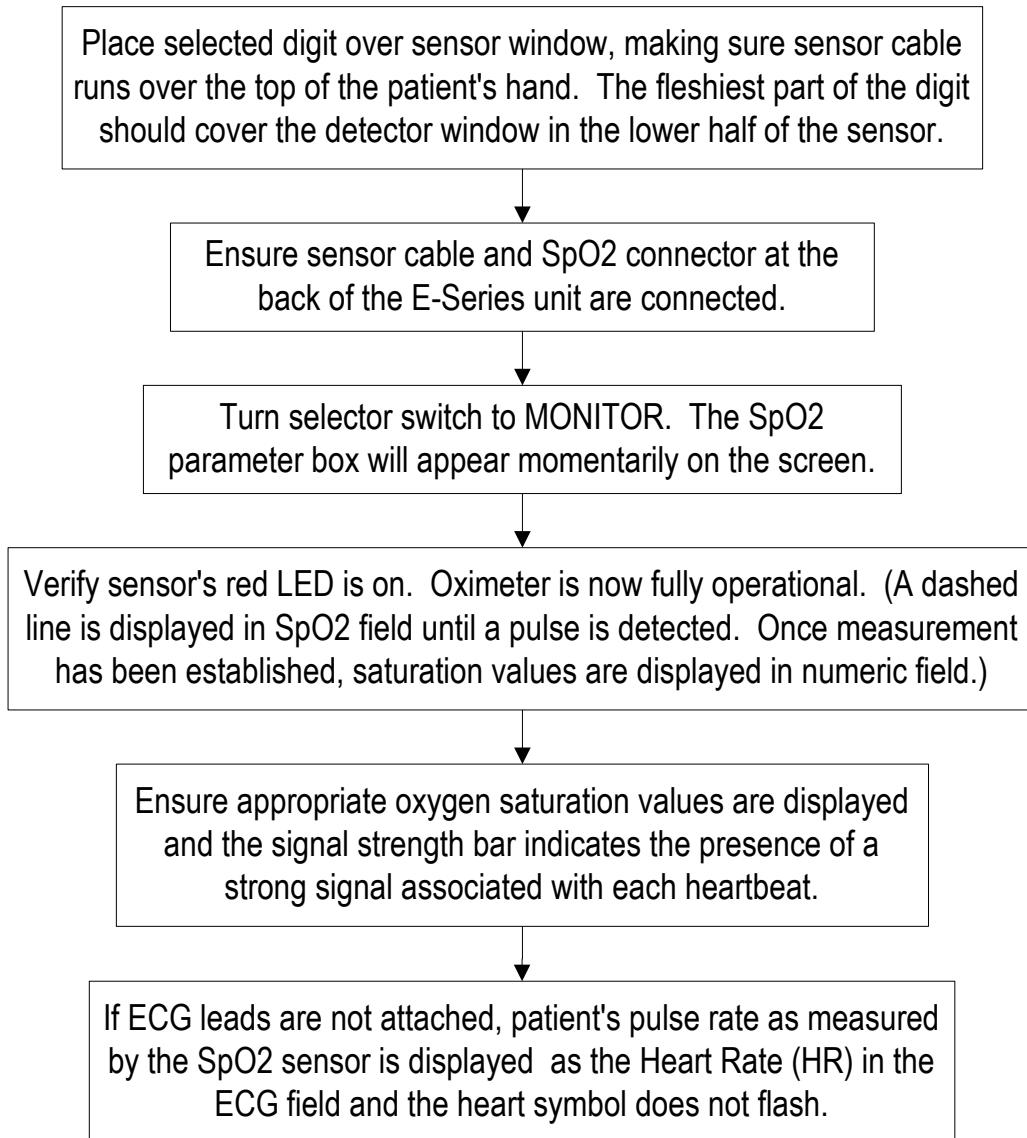 Place selected digit over sensor window, making sure sensor cable
runs over the top of the patient's hand.  The fleshiest part of the digit
should cover the detector window in the lower half of the sensor.
Ensure sensor cable and SpO2 connector at the
back of the E-Series unit are connected.
Turn selector switch to MONITOR.  The SpO2
parameter box will appear momentarily on the screen.
Verify sensor's red LED is on.  Oximeter is now fully operational.  (A dashed
line is displayed in SpO2 field until a pulse is detected.  Once measurement
has been established, saturation values are displayed in numeric field.)
Ensure appropriate oxygen saturation values are displayed
and the signal strength bar indicates the presence of a
strong signal associated with each heartbeat.
If ECG leads are not attached, patient's pulse rate as measured
by the SpO2 sensor is displayed  as the Heart Rate (HR) in the
ECG field and the heart symbol does not flash.